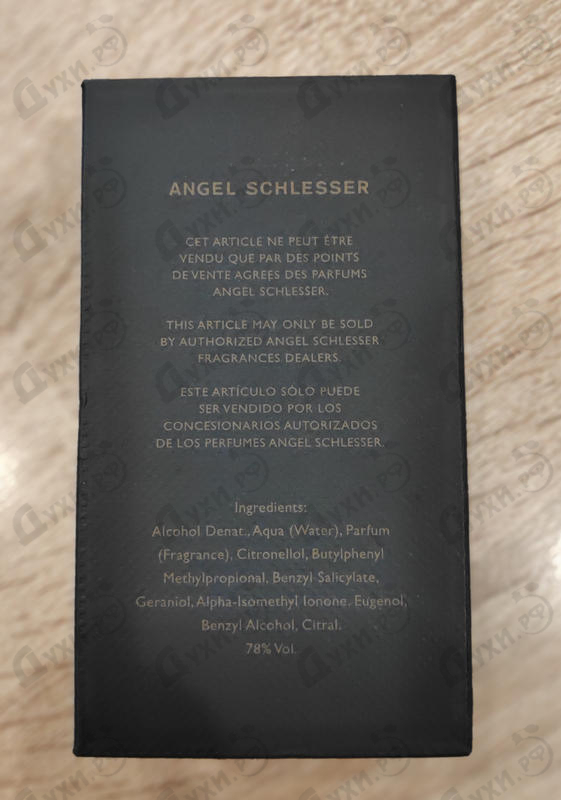 ANGEL SCHLESSER
CET ARTICLE NE PEUT ÊTRE
VENDU QUE PAR DES POINTS
DE VENTE AGREÉS DES PARFUMS
ANGEL SCHLESSER.
THIS ARTICLE MAY ONLY BE SOLD
BY AUTHORIZED ANGEL SCHLESSER
FRAGRANCES DEALERS.
ESTE ARTÍCULO SÓLO PUEDE
SER VENDIDO POR LOS
CONCESIONARIOS AUTORIZADOS
DE LOS PERFUMES ANGEL SCHLESSER.
Ingredients:
Alcohol Denat., Aqua (Water), Parfum
(Fragrance), Citronellol, Butylphenyl
Methylpropional, Benzyl Salicylate,
Geraniol, Alpha-Isomethyl Ionone, Eugenol,
Benzyl Alcohol, Citral.
78% Vol.
Духи.рф